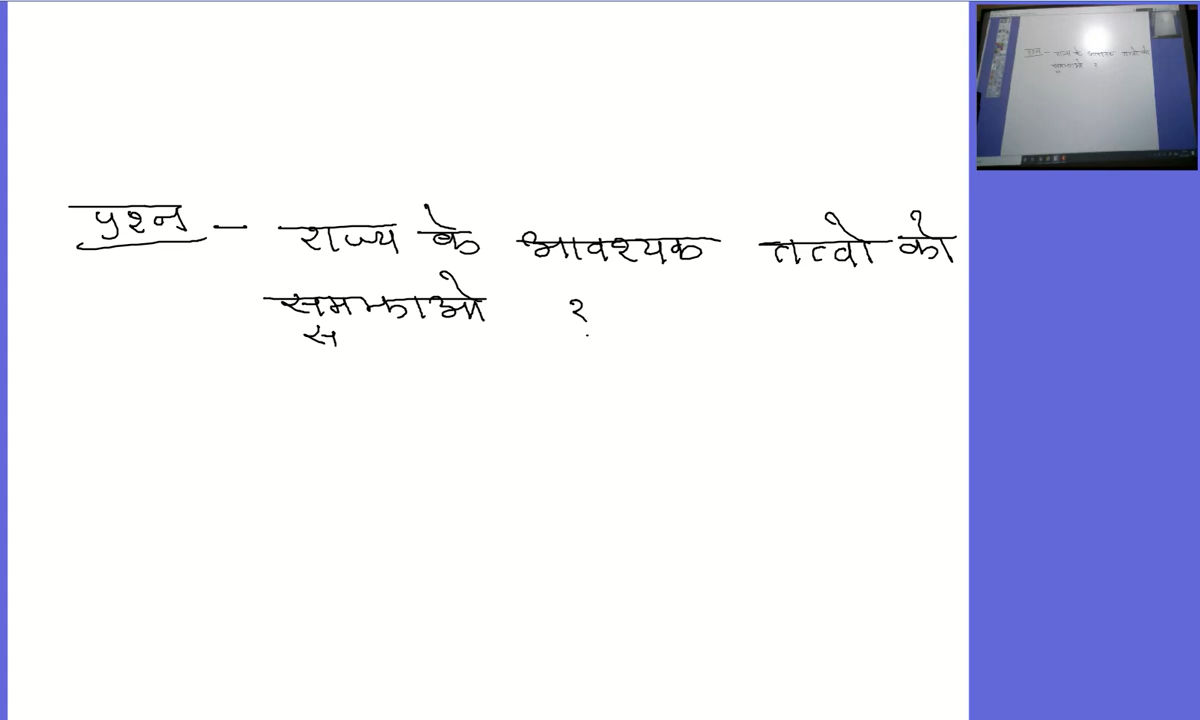 प्रश्न - राज्य के आवश्यक तत्वो को
समझाओ ?
स